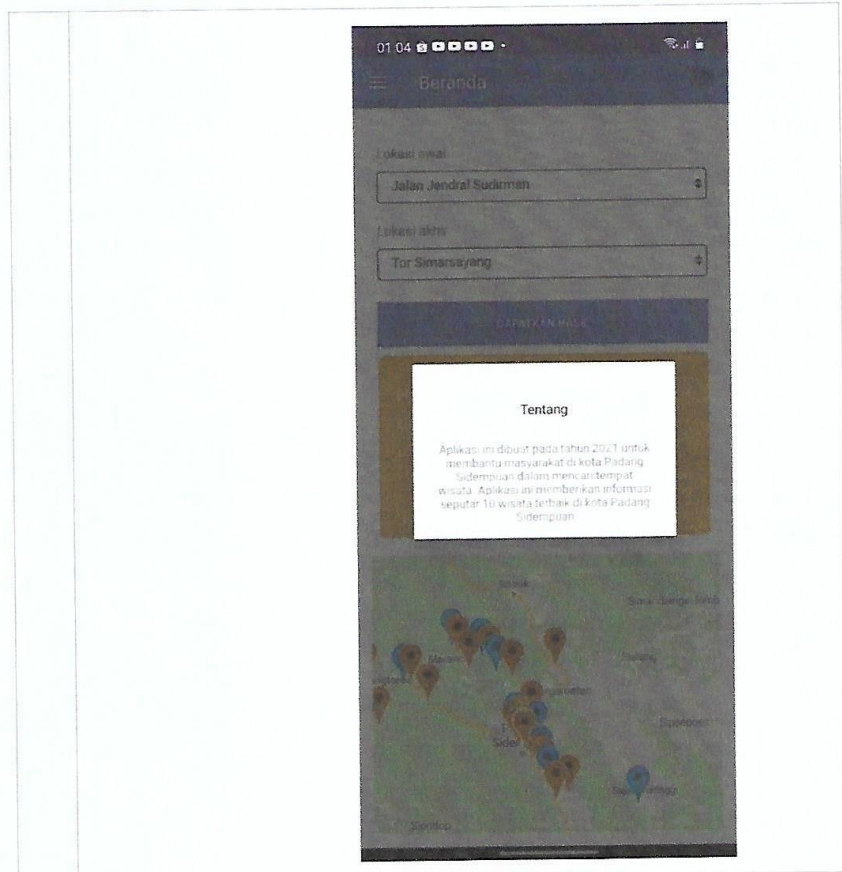 01:04
Beranda
Lokasi awal
Jalan Jendral Sudirman
Lokasi akhir
Tor Simarsayang
DAPATKAN HASIL
Tentang
Aplikasi ini dibuat pada tahun 2021 untuk
membantu masyarakat di kota Padang
Sidempuan dalam mencari tempat
wisata. Aplikasi ini memberikan informasi
seputar 10 wisata terbaik di kota Padang
Sidempuan